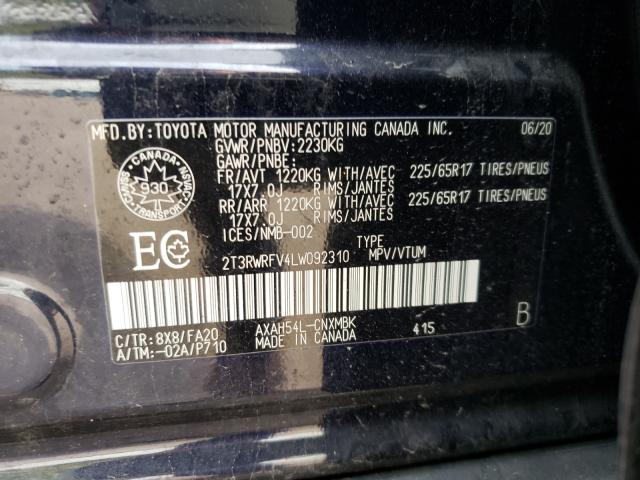 MFD.BY:TOYOTA MOTOR MANUFACTURING CANADA INC. 06/20
GVWR/PNBV:2230KG
GAWR/PNBE:
FR/AVT 1220KG WITH/AVEC 225/65R17 TIRES/PNEUS
17X7.0J RIMS/JANTES
RR/ARR 1220KG WITH/AVEC 225/65R17 TIRES/PNEUS
17X7.0J RIMS/JANTES
ICES/NMB-002
CANADA
930
TRANSPORT
TYPE
EC
2T3RWRFV4LW092310 MPV/VTUM
C/TR:8X8/FA20 AXAH54L-CNXMBK 415 B
A/TM:-02A/P710 MADE IN CANADA